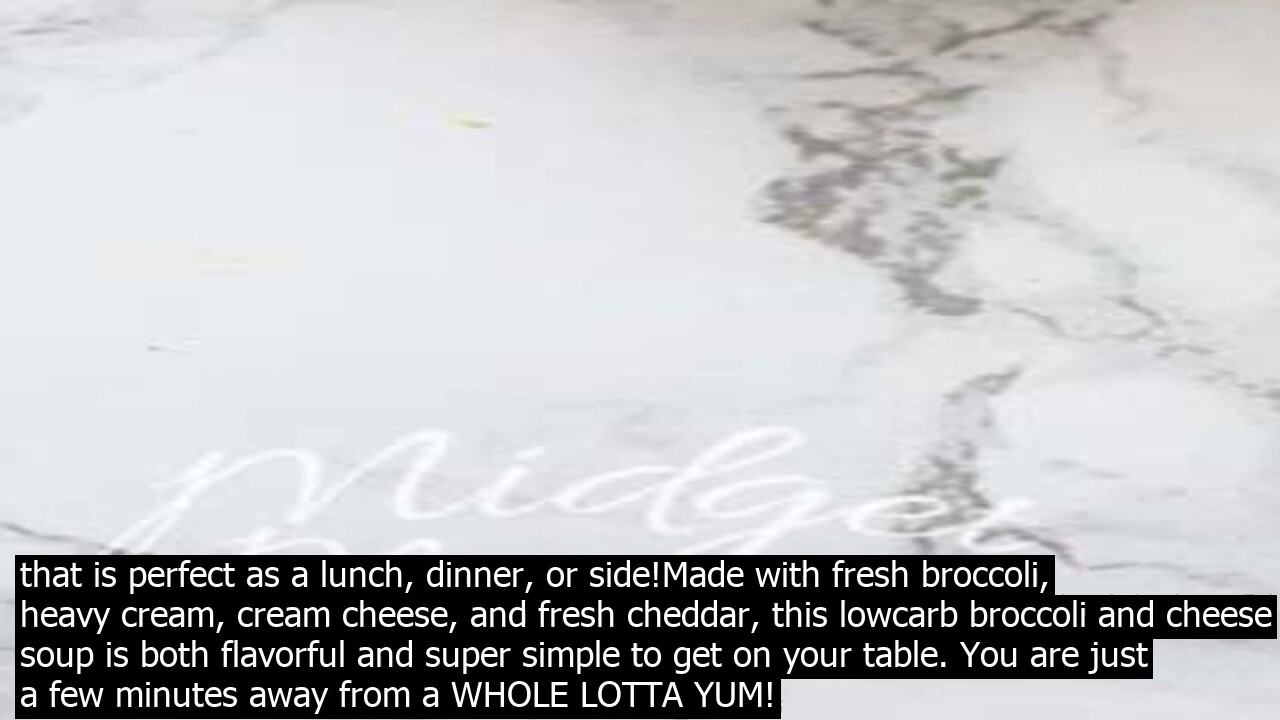 Midget
that is perfect as a lunch, dinner, or side!Made with fresh broccoli,
heavy cream, cream cheese, and fresh cheddar, this lowcarb broccoli and cheese
soup is both flavorful and super simple to get on your table. You are just
a few minutes away from a WHOLE LOTTA YUM!